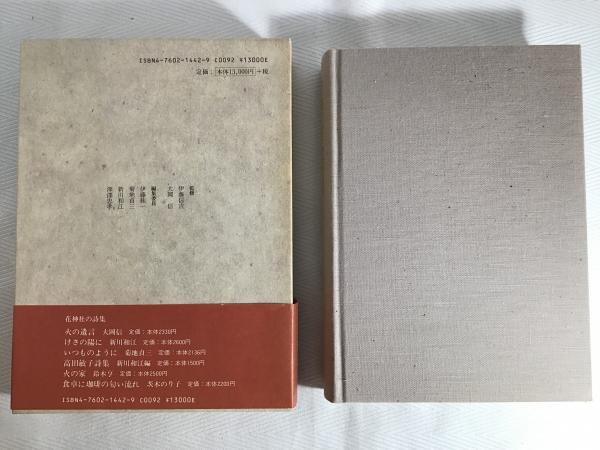 ISBN4-7602-1442-9 C0092 ¥13000E
定価：本体13,000円＋税
監修
伊藤信吉
大岡 信
編集委員
伊藤桂一
菊地貞三
新川和江
深澤忠孝
花神社の詩集
火の遺言 大岡信 定価：本体2330円
けさの陽に 新川和江 定価：本体2600円
いつものように 菊地貞三 定価：本体2136円
高田敏子詩集 新川和江編 定価：本体1500円
火の家 鈴木ゥ 定価：本体2500円
食卓に珈琲の匂い流れ 茨木のり子 定価：本体2200円
ISBN4-7602-1442-9 C0092 ¥13000E